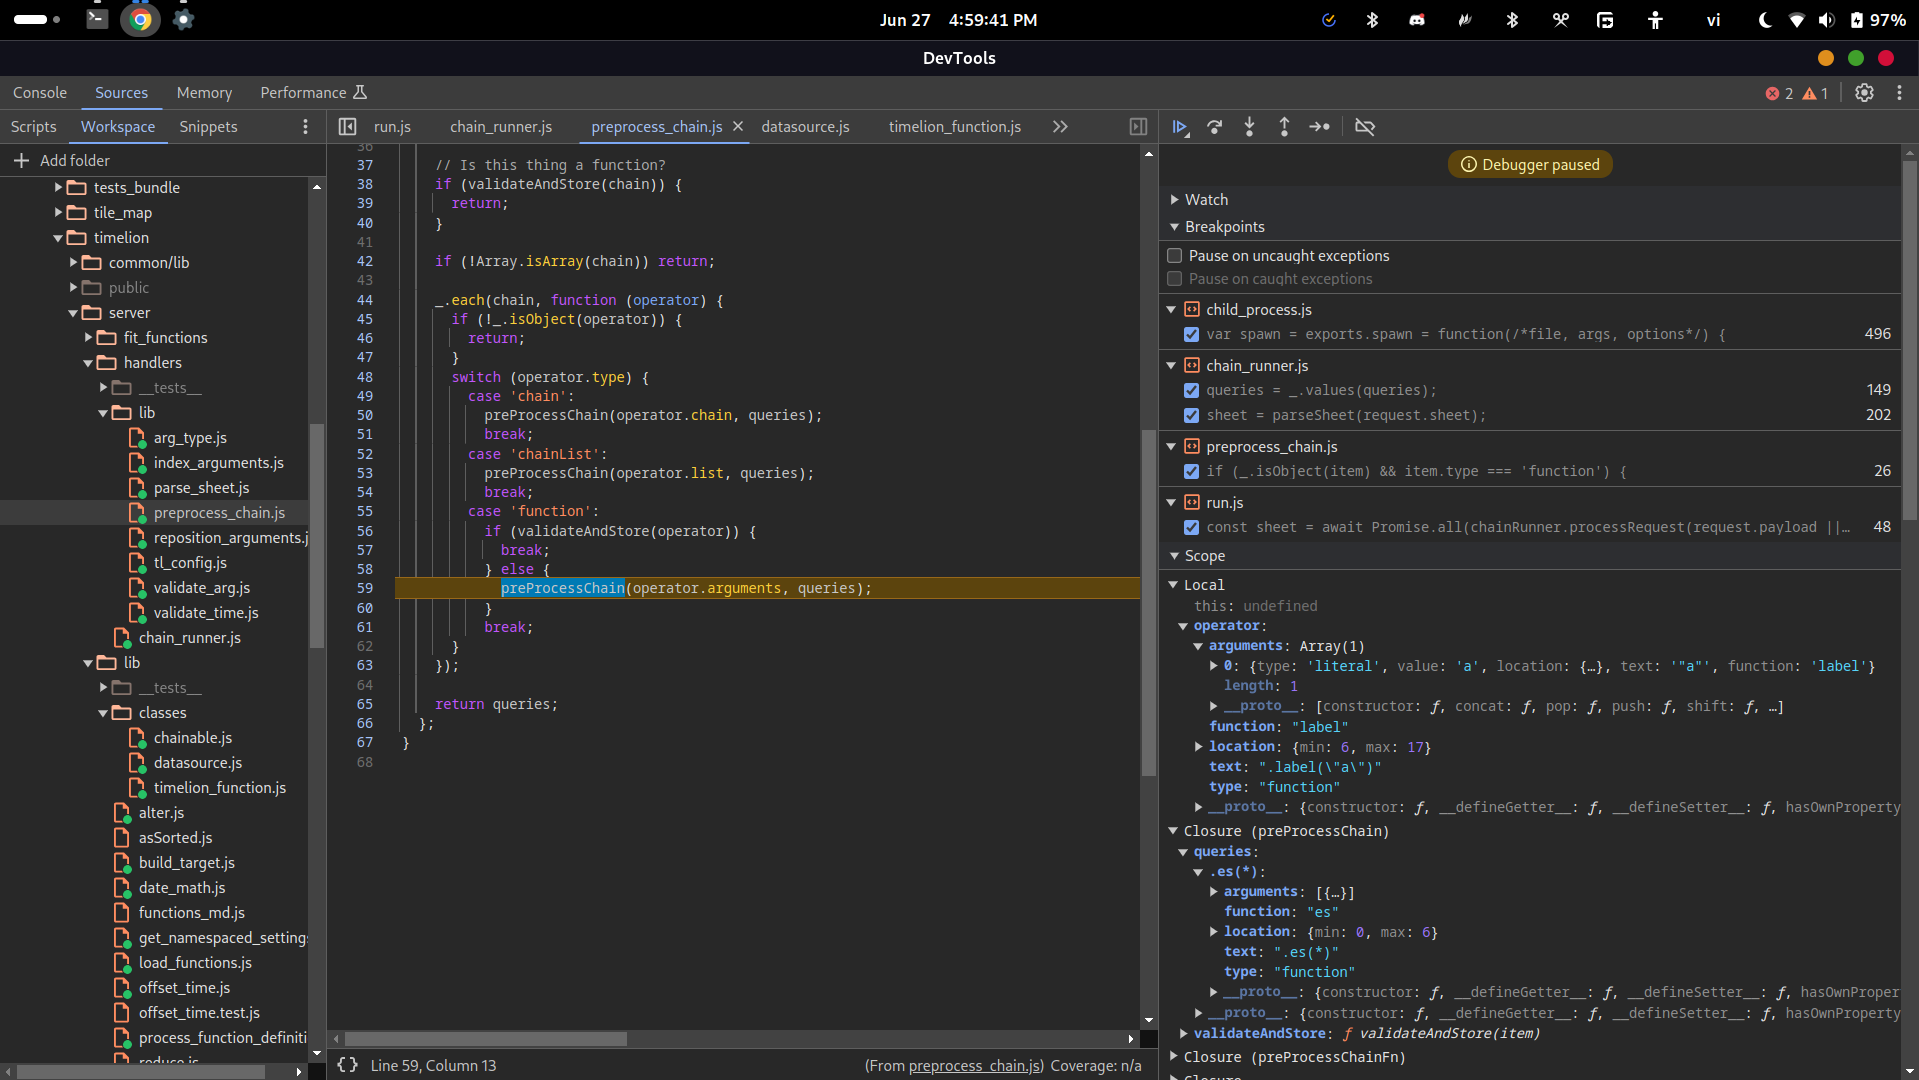 Jun 27 4:59:41 PM
vi
97%
DevTools
Console Sources Memory Performance
2 1
Scripts Workspace Snippets
run.js chain_runner.js preprocess_chain.js datasource.js timelion_function.js
Add folder
tests_bundle
tile_map
timelion
common/lib
public
server
fit_functions
handlers
__tests__
lib
arg_type.js
index_arguments.js
parse_sheet.js
preprocess_chain.js
reposition_arguments.j
tl_config.js
validate_arg.js
validate_time.js
chain_runner.js
lib
__tests__
classes
chainable.js
datasource.js
timelion_function.js
alter.js
asSorted.js
build_target.js
date_math.js
functions_md.js
get_namespaced_setting
load_functions.js
offset_time.js
offset_time.test.js
process_function_definiti
reduce.js
36
37 // Is this thing a function?
38 if (validateAndStore(chain)) {
39 return;
40 }
41
42 if (!Array.isArray(chain)) return;
43
44 _.each(chain, function (operator) {
45 if (!_.isObject(operator)) {
46 return;
47 }
48 switch (operator.type) {
49 case 'chain':
50 preProcessChain(operator.chain, queries);
51 break;
52 case 'chainList':
53 preProcessChain(operator.list, queries);
54 break;
55 case 'function':
56 if (validateAndStore(operator)) {
57 break;
58 } else {
59 preProcessChain(operator.arguments, queries);
60 }
61 break;
62 }
63 });
64
65 return queries;
66 };
67 }
68
{} Line 59, Column 13 (From preprocess_chain.js) Coverage: n/a
Debugger paused
Watch
Breakpoints
Pause on uncaught exceptions
Pause on caught exceptions
child_process.js
var spawn = exports.spawn = function(/*file, args, options*/) { 496
chain_runner.js
queries = _.values(queries); 149
sheet = parseSheet(request.sheet); 202
preprocess_chain.js
if (_.isObject(item) && item.type === 'function') { 26
run.js
const sheet = await Promise.all(chainRunner.processRequest(request.payload ||… 48
Scope
Local
this: undefined
operator:
arguments: Array(1)
0: {type: 'literal', value: 'a', location: {…}, text: '"a"', function: 'label'}
length: 1
__proto__: [constructor: ƒ, concat: ƒ, pop: ƒ, push: ƒ, shift: ƒ, …]
function: "label"
location: {min: 6, max: 17}
text: ".label(\"a\")"
type: "function"
__proto__: {constructor: ƒ, __defineGetter__: ƒ, __defineSetter__: ƒ, hasOwnProperty
Closure (preProcessChain)
queries:
.es(*):
arguments: [{…}]
function: "es"
location: {min: 0, max: 6}
text: ".es(*)"
type: "function"
__proto__: {constructor: ƒ, __defineGetter__: ƒ, __defineSetter__: ƒ, hasOwnProper
__proto__: {constructor: ƒ, __defineGetter__: ƒ, __defineSetter__: ƒ, hasOwnProperty
validateAndStore: ƒ validateAndStore(item)
Closure (preProcessChainFn)
Closure